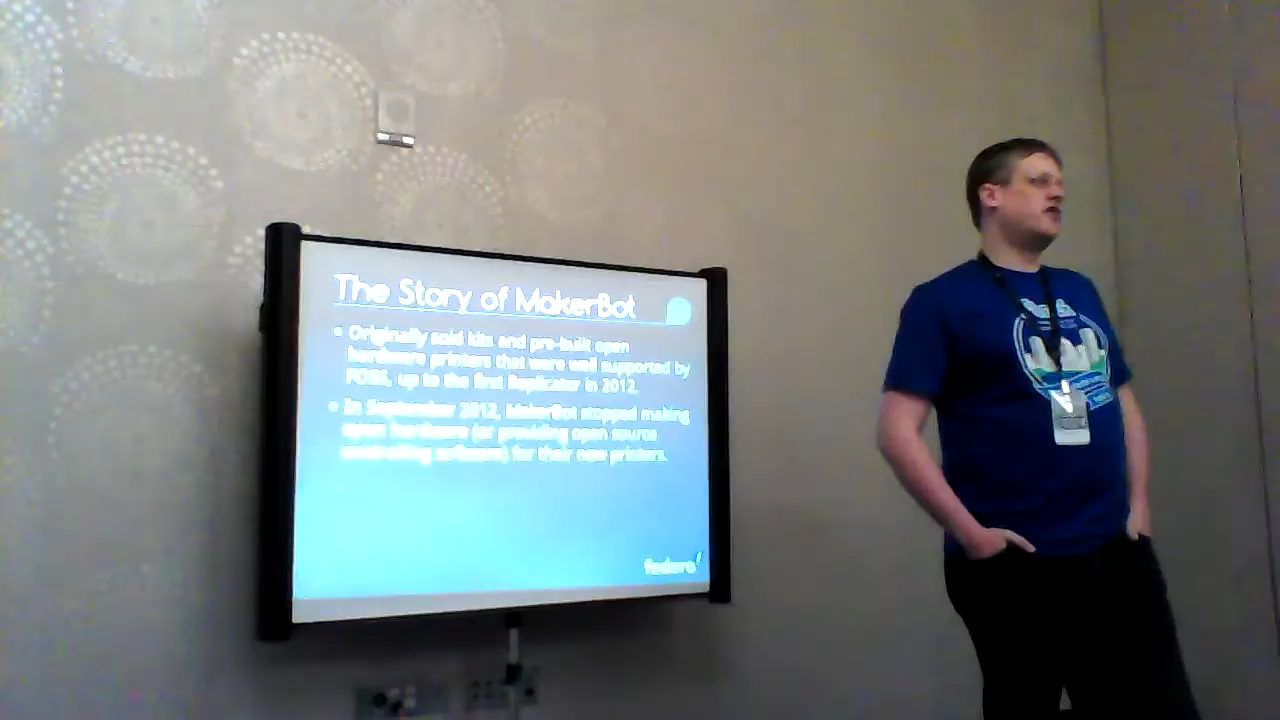 The Story of MakerBot
Originally sold kits and pre-built open
hardware printers that were well supported by
FOSS, up to the first Replicator in 2012.
In September 2012, MakerBot stopped making
open hardware (or providing open source
software) for their new printers.
fedora